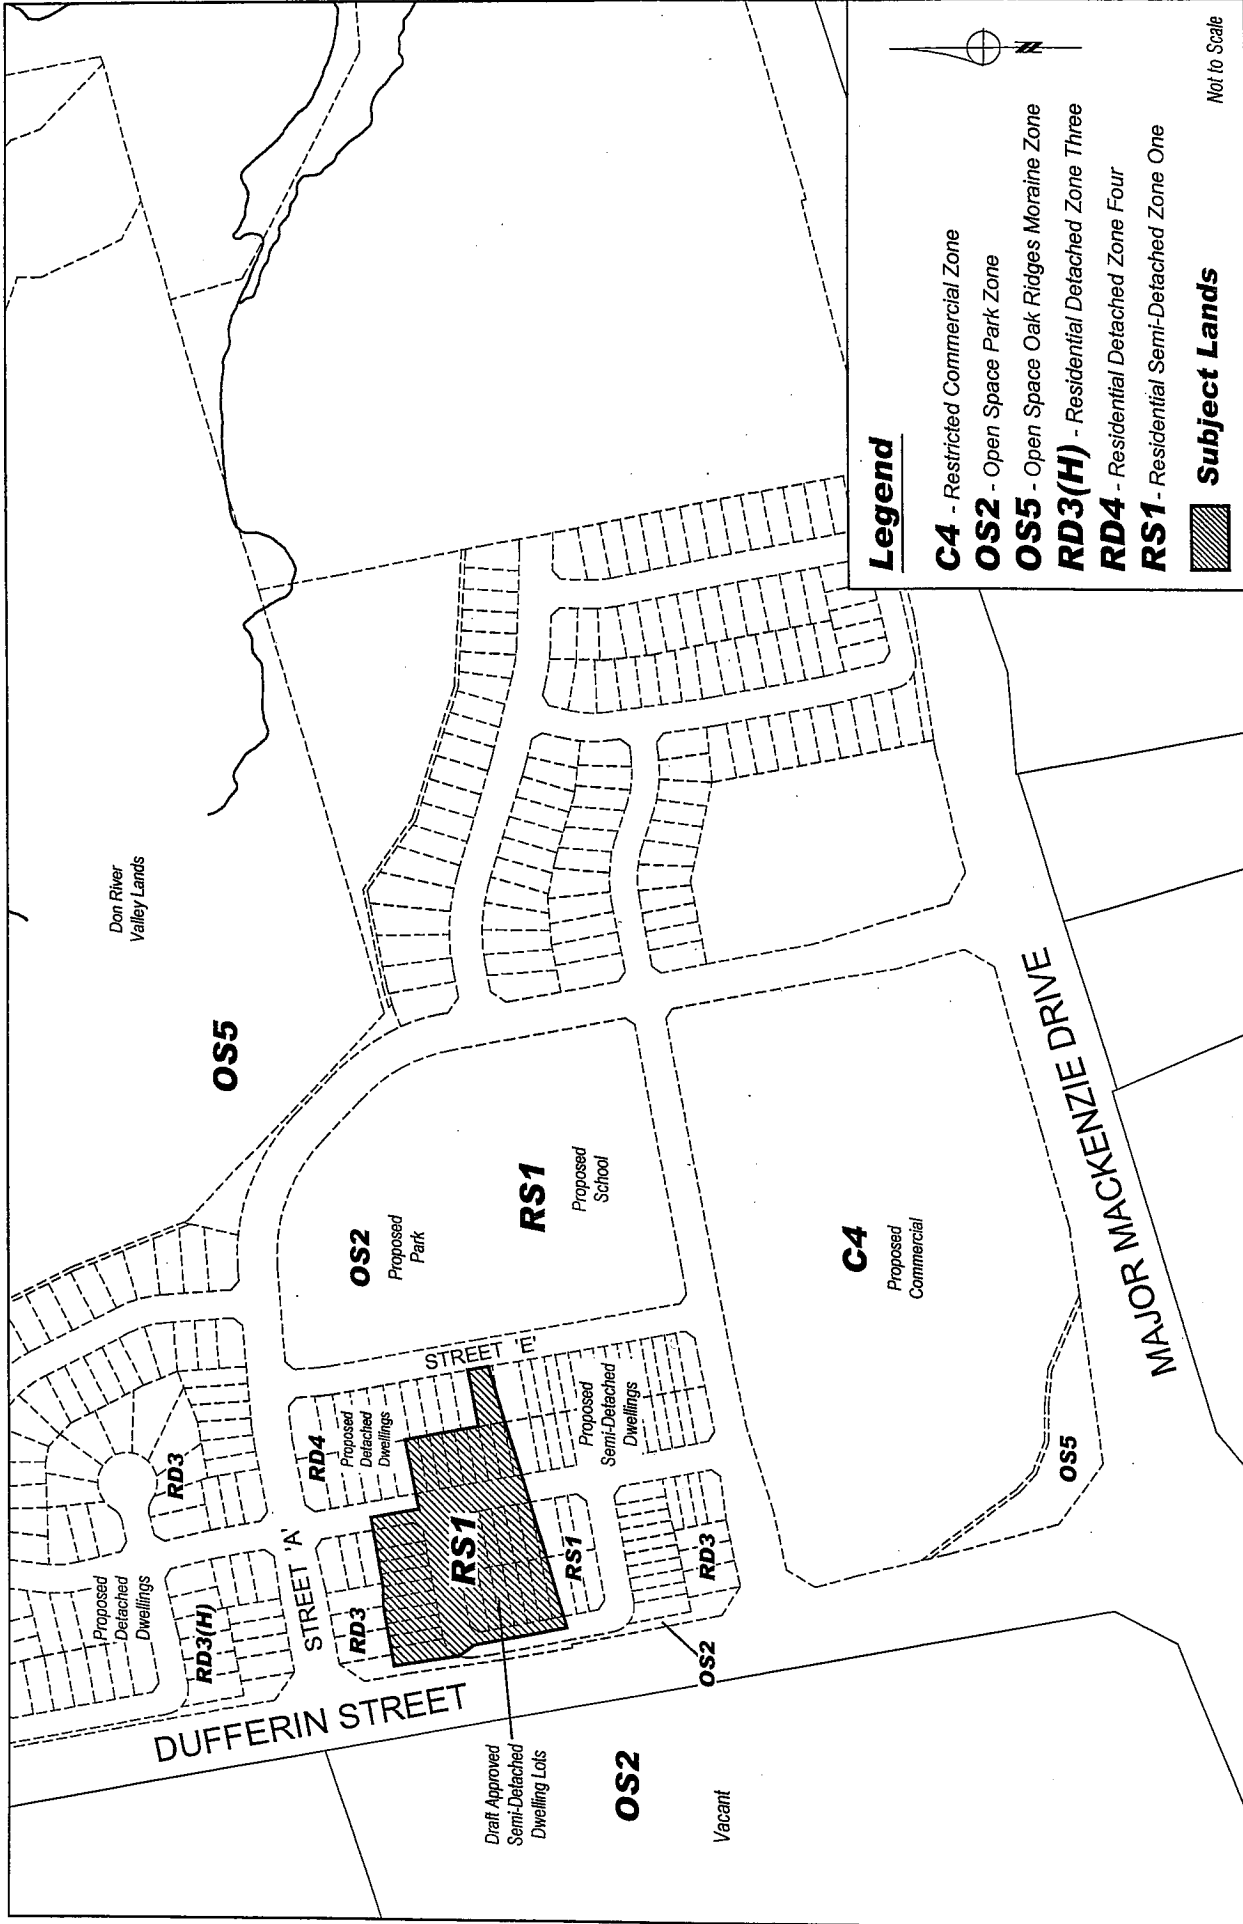 Don River
Valley Lands
OS5
OS2
Proposed
Park
RS1
Proposed
School
C4
Proposed
Commercial
MAJOR MACKENZIE DRIVE
OS5
STREET 'E'
RD4
Proposed
Detached
Dwellings
Proposed
Semi-Detached
Dwellings
RD3
Proposed
Detached
Dwellings
RD3(H)
STREET 'A'
RD3
RS1
RS1
RD3
OS2
DUFFERIN STREET
Draft Approved
Semi-Detached
Dwelling Lots
OS2
Vacant
Legend
C4 - Restricted Commercial Zone
OS2 - Open Space Park Zone
OS5 - Open Space Oak Ridges Moraine Zone
RD3(H) - Residential Detached Zone Three
RD4 - Residential Detached Zone Four
RS1 - Residential Semi-Detached Zone One
Subject Lands
N
Not to Scale